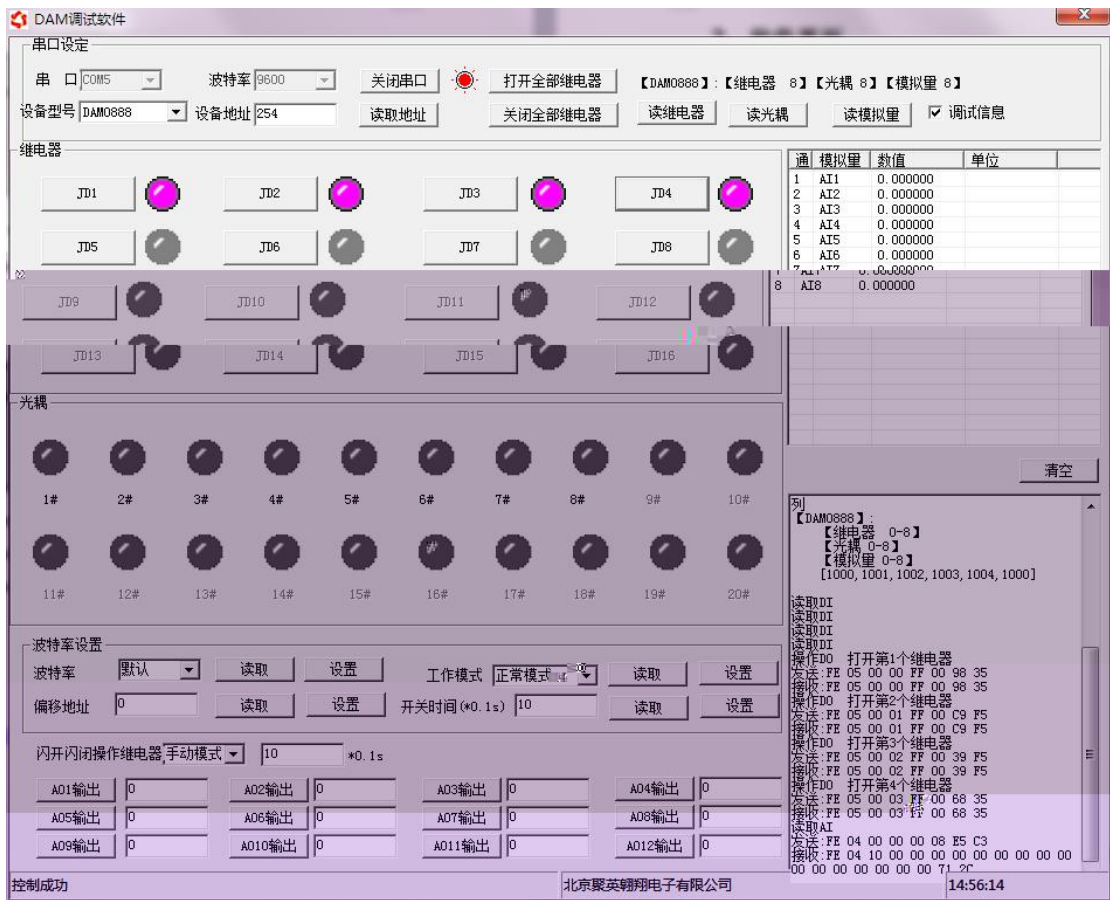 DAM调试软件
串口设定
串 口 COM5 波特率 9600 关闭串口 打开全部继电器 【DAM0888】:【继电器 8】【光耦 8】【模拟量 8】
设备型号 DAM0888 设备地址 254 读取地址 关闭全部继电器 读继电器 读光耦 读模拟量 调试信息
继电器
通 模拟量 数值 单位
JD1 JD2 JD3 JD4
JD5 JD6 JD7 JD8
JD9 JD10 JD11 JD12
JD13 JD14 JD15 JD16
1 AI1 0.000000
2 AI2 0.000000
3 AI3 0.000000
4 AI4 0.000000
5 AI5 0.000000
6 AI6 0.000000
8 AI8 0.000000
光耦
1# 2# 3# 4# 5# 6# 7# 8# 9# 10#
11# 12# 13# 14# 15# 16# 17# 18# 19# 20#
清空
列
【DAM0888】:
【继电器 0-8】
【光耦 0-8】
【模拟量 0-8】
[1000,1001,1002,1003,1004,1000]
读取DI
读取DI
读取DI
读取DI
操作DO 打开第1个继电器
发送:FE 05 00 00 FF 00 98 35
接收:FE 05 00 00 FF 00 98 35
操作DO 打开第2个继电器
发送:FE 05 00 01 FF 00 C9 F5
接收:FE 05 00 01 FF 00 C9 F5
操作DO 打开第3个继电器
发送:FE 05 00 02 FF 00 39 F5
接收:FE 05 00 02 FF 00 39 F5
操作DO 打开第4个继电器
发送:FE 05 00 03 FF 00 68 35
接收:FE 05 00 03 FF 00 68 35
读取AI
发送:FE 04 00 00 00 08 E5 C3
接收:FE 04 10 00 00 00 00 00 00 00 00 00
00 00 00 00 00 00 00 71 2C
波特率设置
波特率 默认 读取 设置 工作模式 正常模式 读取 设置
偏移地址 0 读取 设置 开关时间(*0.1s) 10 读取 设置
闪开闪闭操作继电器 手动模式 10 *0.1s
AO1输出 0 AO2输出 0 AO3输出 0 AO4输出 0
AO5输出 0 AO6输出 0 AO7输出 0 AO8输出 0
AO9输出 0 AO10输出 0 AO11输出 0 AO12输出 0
控制成功 北京聚英翱翔电子有限公司 14:56:14